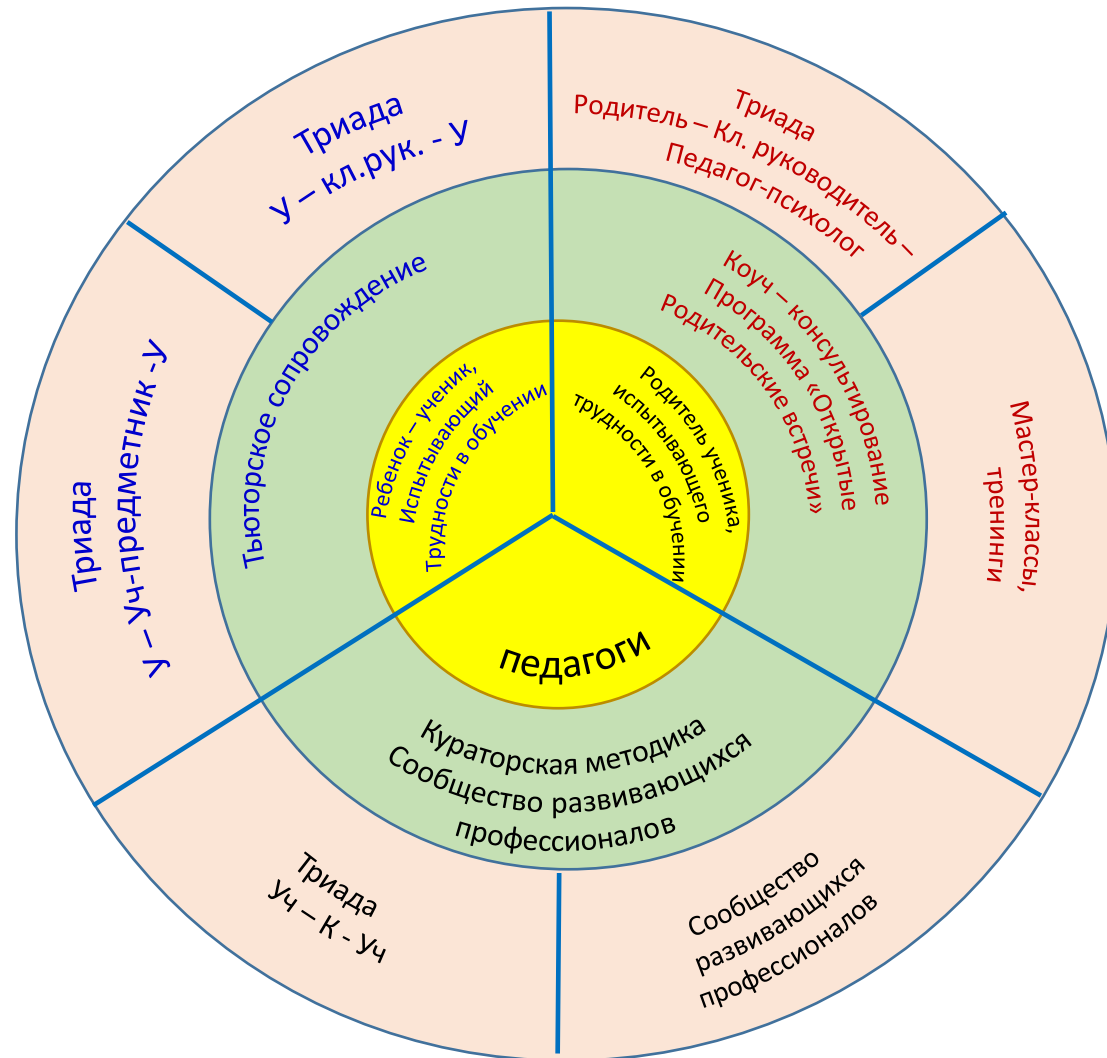 Триада
У – кл.рук. - У
Триада
Родитель – Кл. руководитель –
Педагог-психолог
Тьюторское сопровождение
Коуч – консультирование
Программа «Открытые
Родительские встречи»
Ребенок – ученик,
Испытывающий
Трудности в обучении
Родитель ученика,
испытывающего
трудности в обучении
Триада
У – Уч-предметник -У
Мастер-классы,
тренинги
педагоги
Кураторская методика
Сообщество развивающихся
профессионалов
Триада
Уч – К - Уч
Сообщество
развивающихся
профессионалов